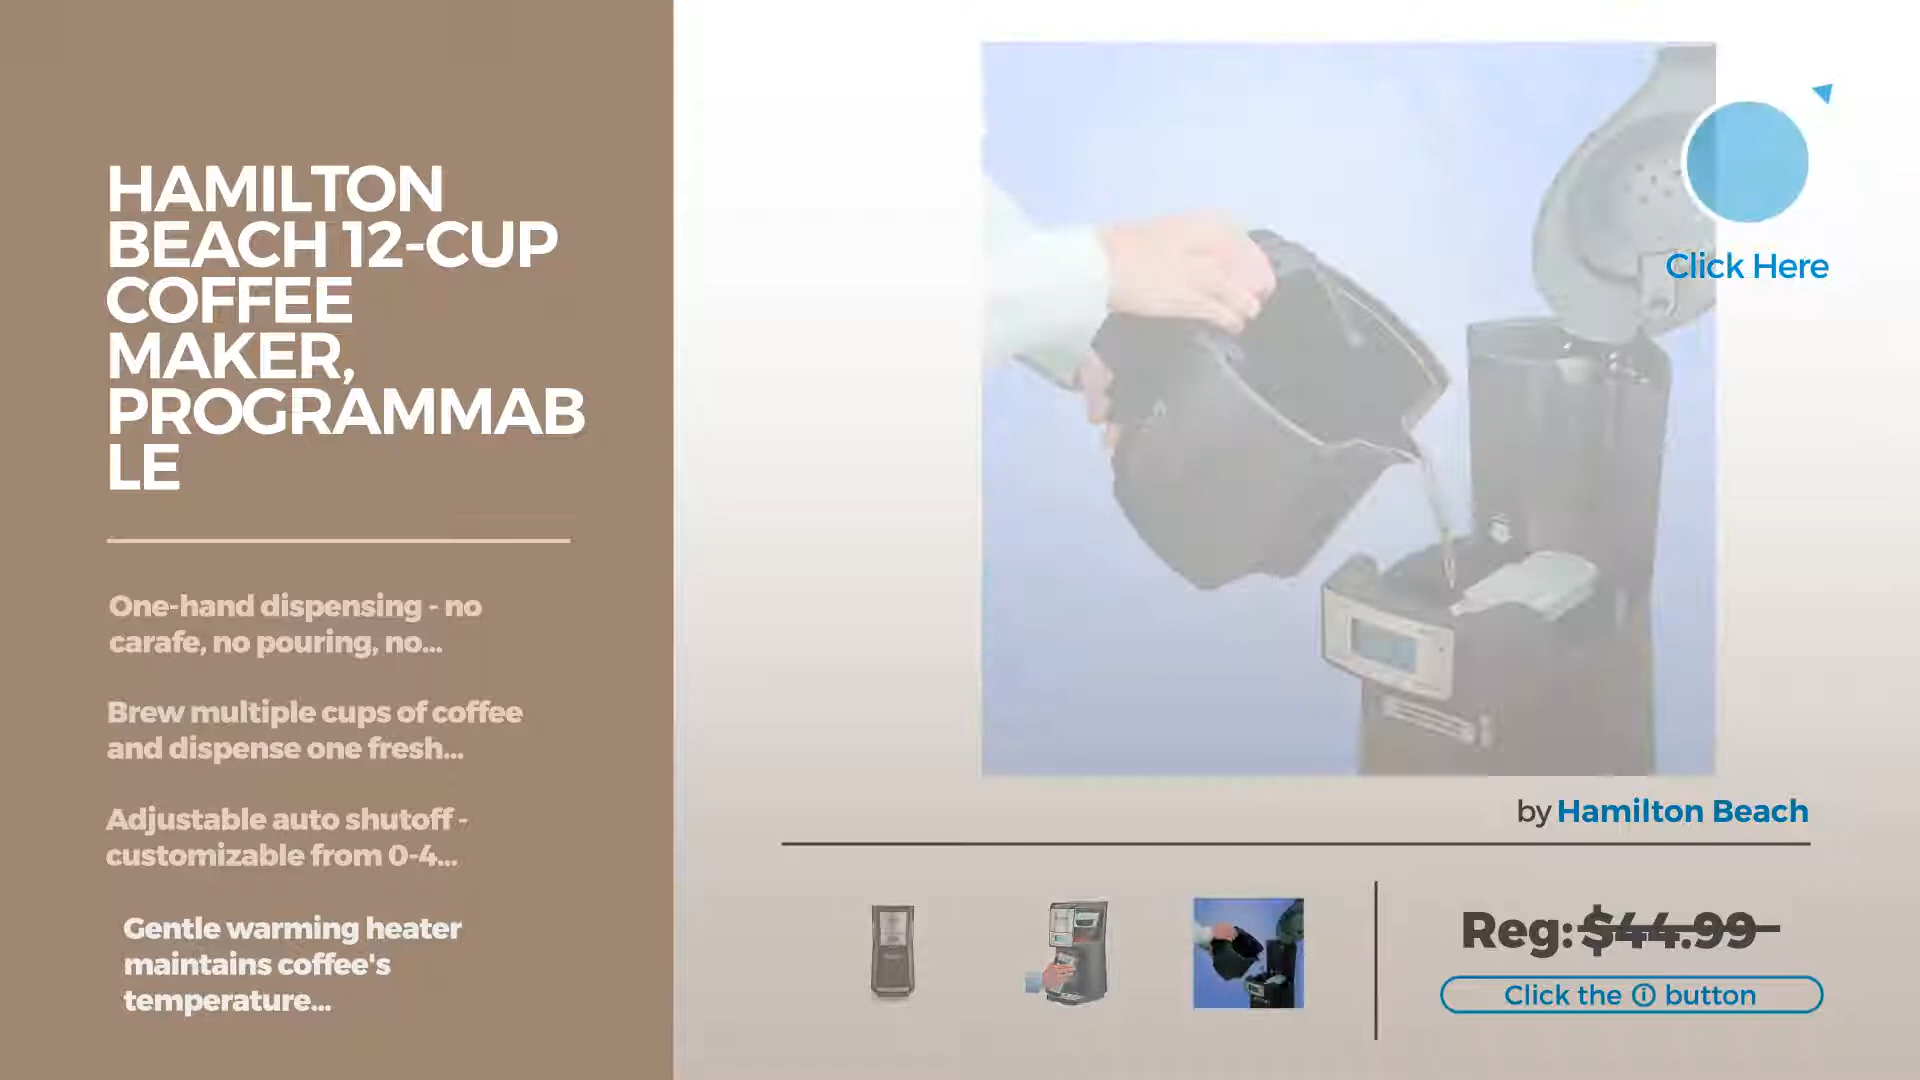 HAMILTON
BEACH 12-CUP
COFFEE
MAKER,
PROGRAMMAB
LE
One-hand dispensing - no
carafe, no pouring, no...
Brew multiple cups of coffee
and dispense one fresh...
Adjustable auto shutoff -
customizable from 0-4...
Gentle warming heater
maintains coffee's
temperature...
Click Here
by Hamilton Beach
Reg: $44.99
Click the ⓘ button